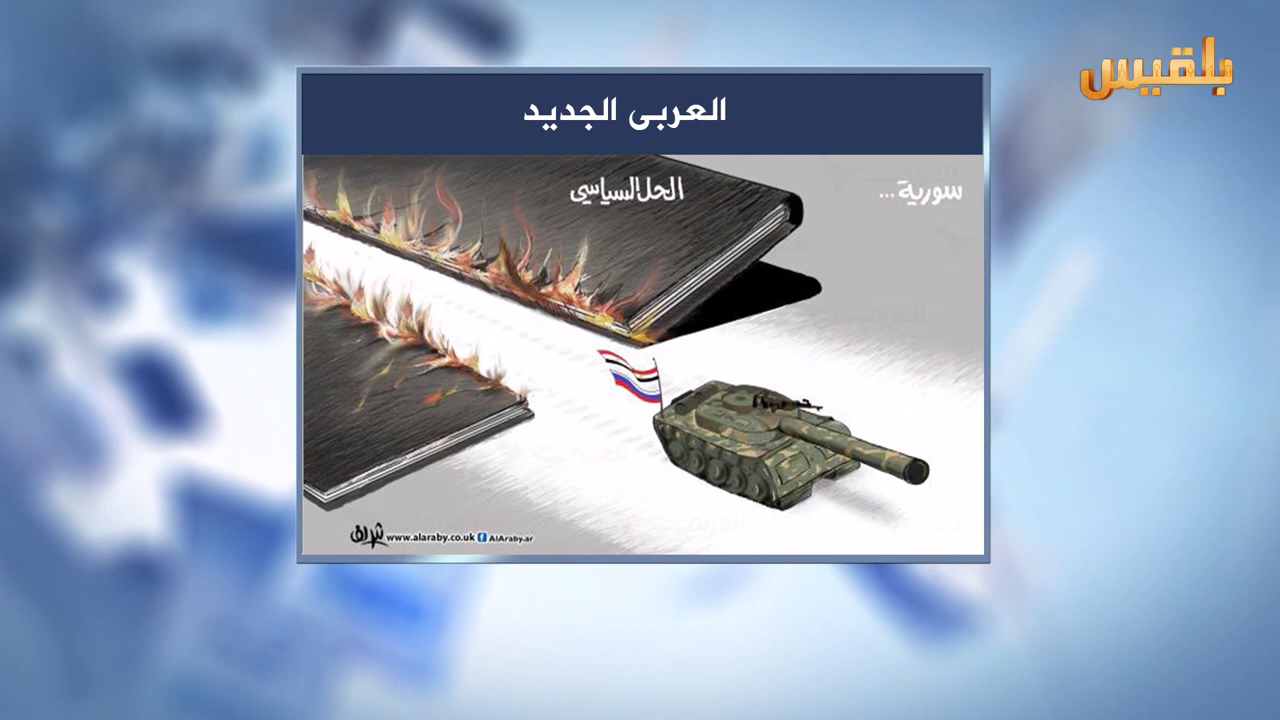 بلقيس
العربى الجديد
سورية...
الحل السياسي
www.alaraby.co.uk AlAraby.ar